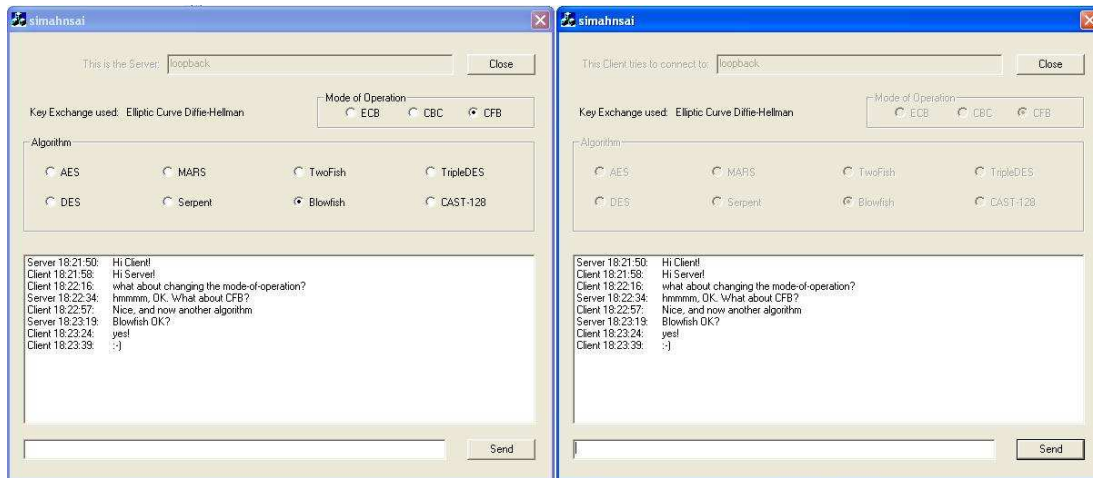 simahnsai
This is the Server: loopback Close
Key Exchange used: Elliptic Curve Diffie-Hellman
Mode of Operation
ECB CBC CFB
Algorithm
AES MARS TwoFish TripleDES
DES Serpent Blowfish CAST-128
Server 18:21:50: Hi Client!
Client 18:21:58: Hi Server!
Client 18:22:16: what about changing the mode-of-operation?
Server 18:22:34: hmmmm, OK. What about CFB?
Client 18:22:57: Nice, and now another algorithm
Server 18:23:19: Blowfish OK?
Client 18:23:24: yes!
Client 18:23:39: :-)
Send
simahnsai
This Client tries to connect to: loopback Close
Key Exchange used: Elliptic Curve Diffie-Hellman
Mode of Operation
ECB CBC CFB
Algorithm
AES MARS TwoFish TripleDES
DES Serpent Blowfish CAST-128
Server 18:21:50: Hi Client!
Client 18:21:58: Hi Server!
Client 18:22:16: what about changing the mode-of-operation?
Server 18:22:34: hmmmm, OK. What about CFB?
Client 18:22:57: Nice, and now another algorithm
Server 18:23:19: Blowfish OK?
Client 18:23:24: yes!
Client 18:23:39: :-)
Send